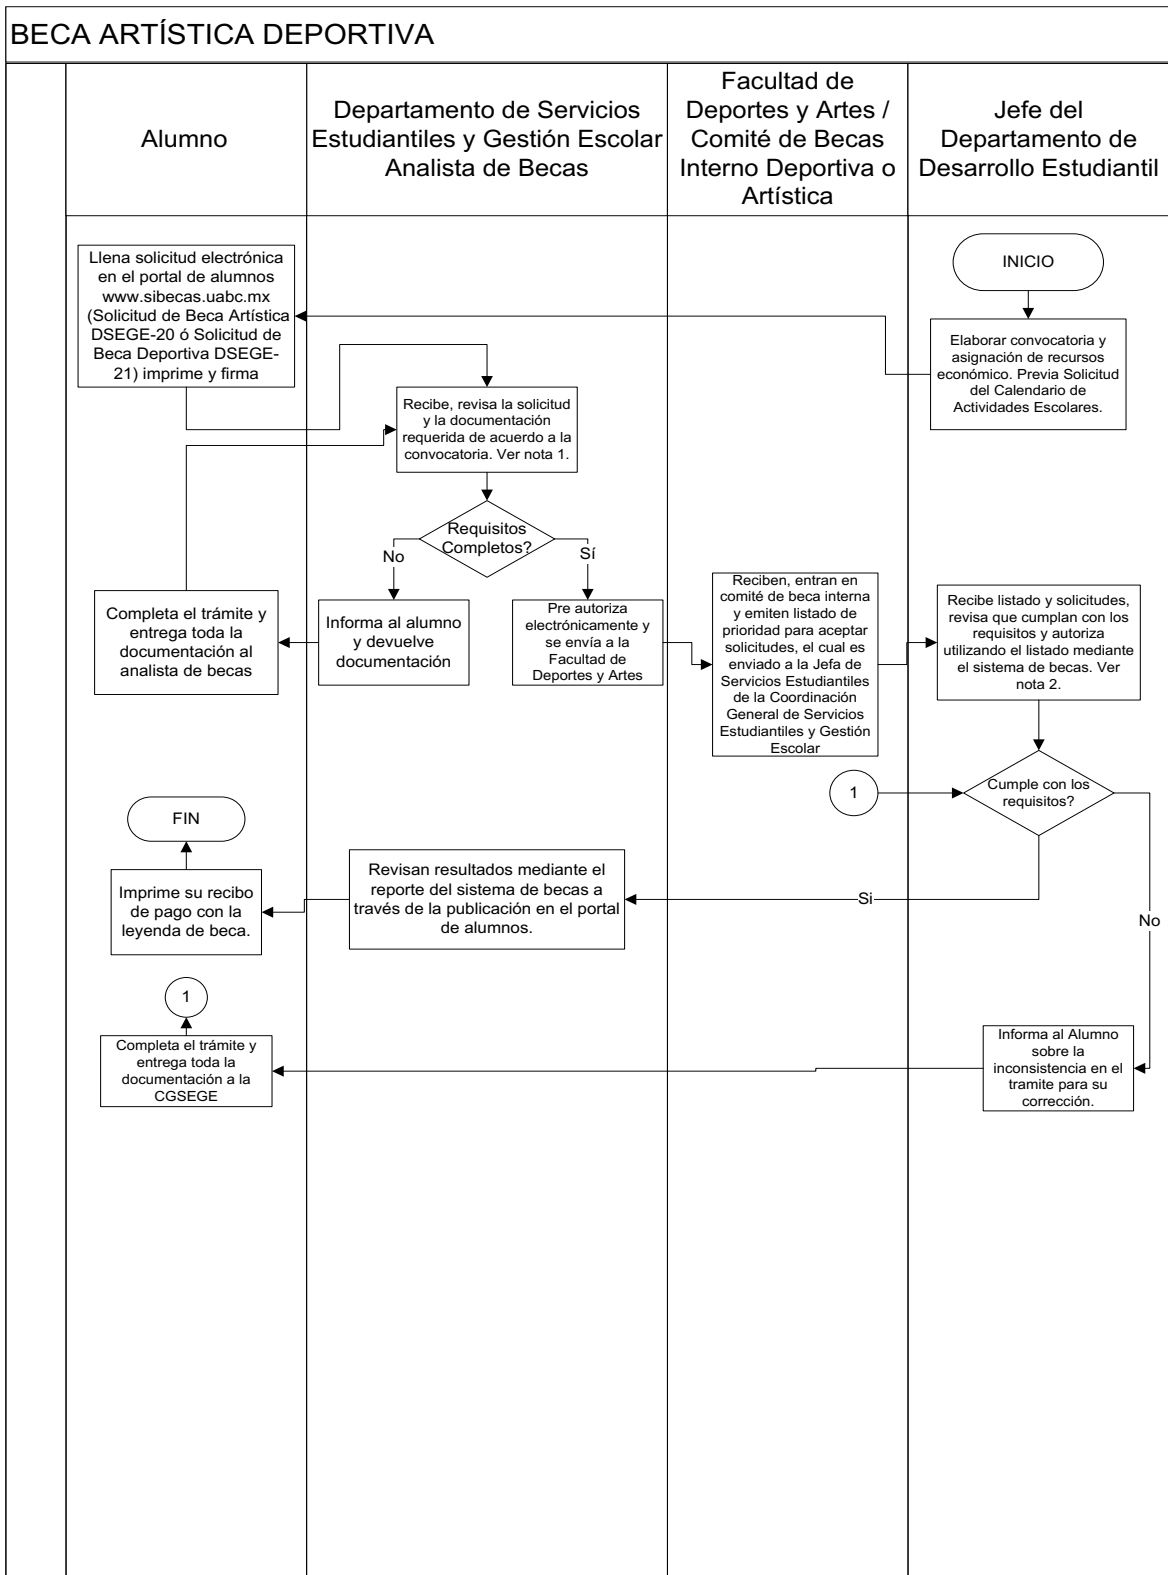 BECA ARTÍSTICA DEPORTIVA
Alumno
Departamento de Servicios
Estudiantiles y Gestión Escolar
Analista de Becas
Facultad de
Deportes y Artes /
Comité de Becas
Interno Deportiva o
Artística
Jefe del
Departamento de
Desarrollo Estudiantil
INICIO
Elaborar convocatoria y
asignación de recursos
económico. Previa Solicitud
del Calendario de
Actividades Escolares.
Llena solicitud electrónica
en el portal de alumnos
www.sibecas.uabc.mx
(Solicitud de Beca Artística
DSEGE-20 ó Solicitud de
Beca Deportiva DSEGE-
21) imprime y firma
Recibe, revisa la solicitud
y la documentación
requerida de acuerdo a la
convocatoria. Ver nota 1.
Requisitos
Completos?
No
Sí
Completa el trámite y
entrega toda la
documentación al
analista de becas
Informa al alumno
y devuelve
documentación
Pre autoriza
electrónicamente y
se envía a la
Facultad de
Deportes y Artes
Reciben, entran en
comité de beca interna
y emiten listado de
prioridad para aceptar
solicitudes, el cual es
enviado a la Jefa de
Servicios Estudiantiles
de la Coordinación
General de Servicios
Estudiantiles y Gestión
Escolar
Recibe listado y solicitudes,
revisa que cumplan con los
requisitos y autoriza
utilizando el listado mediante
el sistema de becas. Ver
nota 2.
1
Cumple con los
requisitos?
Si
No
FIN
Imprime su recibo
de pago con la
leyenda de beca.
Revisan resultados mediante el
reporte del sistema de becas a
través de la publicación en el portal
de alumnos.
1
Completa el trámite y
entrega toda la
documentación a la
CGSEGE
Informa al Alumno
sobre la
inconsistencia en el
tramite para su
corrección.